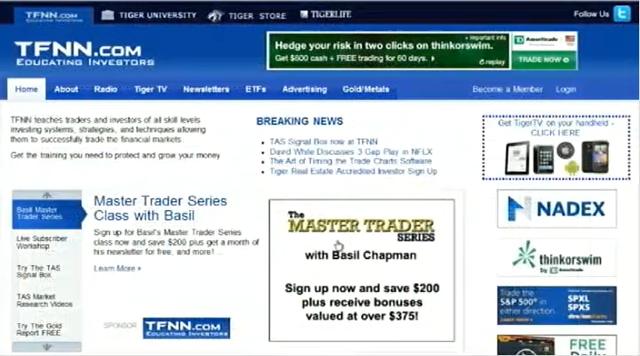 TFNN.COM
TIGER UNIVERSITY
TIGER STORE
TIGERLIFE
Follow Us
TFNN.COM
EDUCATING INVESTORS
Important info
Hedge your risk in two clicks on thinkorswim.
Get $600 cash + FREE trading for 60 days.
replay
Ameritrade
TRADE NOW
Home
About
Radio
Tiger TV
Newsletters
ETFs
Advertising
Gold/Metals
Become a Member
Login
TFNN teaches traders and investors of all skill levels
investing systems, strategies, and techniques allowing
them to successfully trade the financial markets.
Get the training you need to protect and grow your money
BREAKING NEWS
TAS Signal Box now at TFNN
David White Discusses 3 Gap Play in NFLX
The Art of Timing the Trade Charts Software
Tiger Real Estate Accredited Investor Sign Up
Get TigerTV on your handheld -
CLICK HERE
Basil Master
Trader Series
Live Subscriber
Workshop
Try The TAS
Signal Box
TAS Market
Research Videos
Try The Gold
Report FREE
Master Trader Series
Class with Basil
Sign up for Basil's Master Trader Series
class now and save $200 plus get a month of
his newsletter for free, and more! ...
Learn More
SPONSOR
TFNN.COM
EDUCATING INVESTORS
The
MASTER TRADER
SERIES
with Basil Chapman
Sign up now and save $200
plus receive bonuses
valued at over $375!
NADEX
thinkorswim
by Ameritrade
Trade the
S&P 500
in either
direction
SPXL
SPXS
FREE